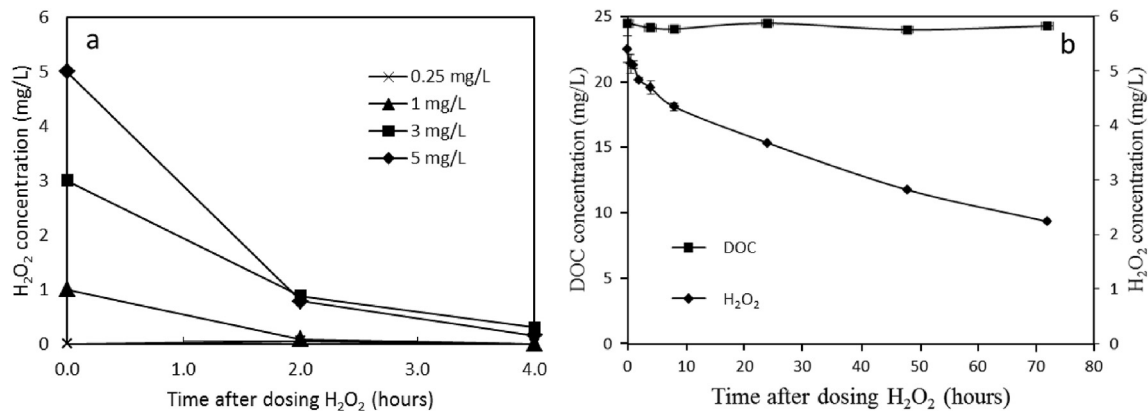 a
H₂O₂ concentration (mg/L)
6
5
4
3
2
1
0
0.0
1.0
2.0
3.0
4.0
Time after dosing H₂O₂ (hours)
0.25 mg/L
1 mg/L
3 mg/L
5 mg/L
b
DOC concentration (mg/L)
25
20
15
10
5
0
0
10
20
30
40
50
60
70
80
Time after dosing H₂O₂ (hours)
DOC
H₂O₂
6
5
4
3
2
1
0
H₂O₂ concentration (mg/L)